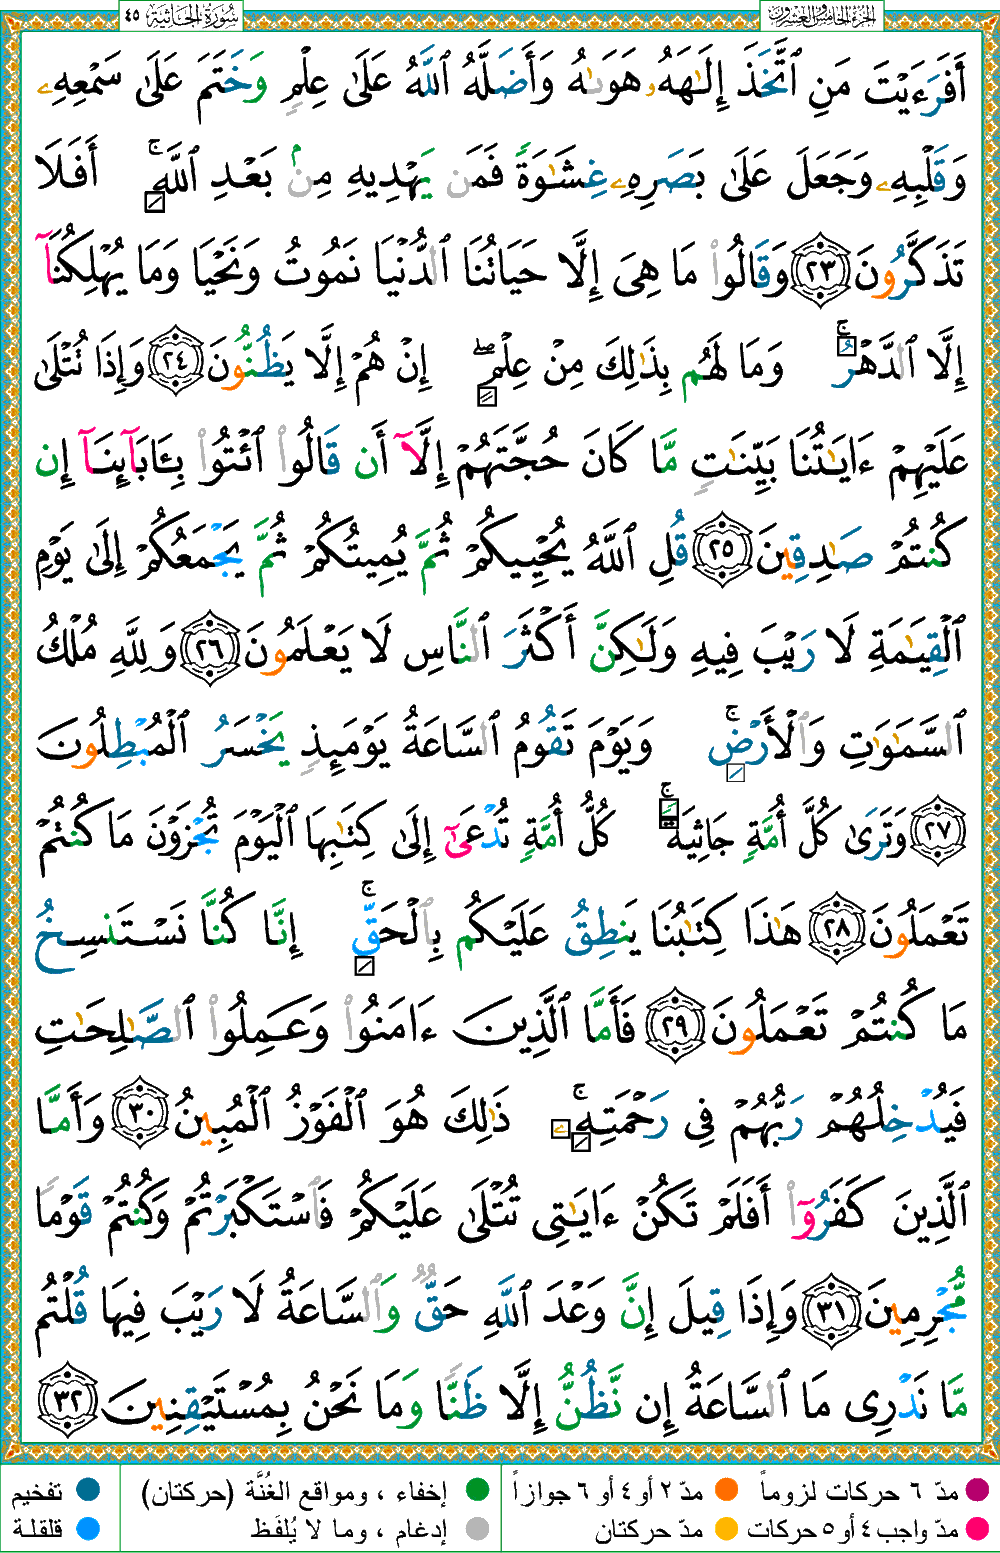 الجزء الخامس والعشرون
سورة الجاثية ٤٥
أَفَرَءَيْتَ مَنِ ٱتَّخَذَ إِلَٰهَهُۥ هَوَىٰهُ وَأَضَلَّهُ ٱللَّهُ عَلَىٰ عِلْمٍ وَخَتَمَ عَلَىٰ سَمْعِهِۦ
وَقَلْبِهِۦ وَجَعَلَ عَلَىٰ بَصَرِهِۦ غِشَٰوَةً فَمَن يَهْدِيهِ مِنۢ بَعْدِ ٱللَّهِ ۚ أَفَلَا
تَذَكَّرُونَ ٢٣ وَقَالُوا۟ مَا هِىَ إِلَّا حَيَاتُنَا ٱلدُّنْيَا نَمُوتُ وَنَحْيَا وَمَا يُهْلِكُنَآ
إِلَّا ٱلدَّهْرُ ۚ وَمَا لَهُم بِذَٰلِكَ مِنْ عِلْمٍ ۖ إِنْ هُمْ إِلَّا يَظُنُّونَ ٢٤ وَإِذَا تُتْلَىٰ
عَلَيْهِمْ ءَايَٰتُنَا بَيِّنَٰتٍ مَّا كَانَ حُجَّتَهُمْ إِلَّآ أَن قَالُوا۟ ٱئْتُوا۟ بِـَٔابَآئِنَآ إِن
كُنتُمْ صَٰدِقِينَ ٢٥ قُلِ ٱللَّهُ يُحْيِيكُمْ ثُمَّ يُمِيتُكُمْ ثُمَّ يَجْمَعُكُمْ إِلَىٰ يَوْمِ
ٱلْقِيَٰمَةِ لَا رَيْبَ فِيهِ وَلَٰكِنَّ أَكْثَرَ ٱلنَّاسِ لَا يَعْلَمُونَ ٢٦ وَلِلَّهِ مُلْكُ
ٱلسَّمَٰوَٰتِ وَٱلْأَرْضِ ۚ وَيَوْمَ تَقُومُ ٱلسَّاعَةُ يَوْمَئِذٍ يَخْسَرُ ٱلْمُبْطِلُونَ
٢٧ وَتَرَىٰ كُلَّ أُمَّةٍ جَاثِيَةً ۚ كُلُّ أُمَّةٍ تُدْعَىٰٓ إِلَىٰ كِتَٰبِهَا ٱلْيَوْمَ تُجْزَوْنَ مَا كُنتُمْ
تَعْمَلُونَ ٢٨ هَٰذَا كِتَٰبُنَا يَنطِقُ عَلَيْكُم بِٱلْحَقِّ ۚ إِنَّا كُنَّا نَسْتَنسِخُ
مَا كُنتُمْ تَعْمَلُونَ ٢٩ فَأَمَّا ٱلَّذِينَ ءَامَنُوا۟ وَعَمِلُوا۟ ٱلصَّٰلِحَٰتِ
فَيُدْخِلُهُمْ رَبُّهُمْ فِى رَحْمَتِهِۦ ۚ ذَٰلِكَ هُوَ ٱلْفَوْزُ ٱلْمُبِينُ ٣٠ وَأَمَّا
ٱلَّذِينَ كَفَرُوٓا۟ أَفَلَمْ تَكُنْ ءَايَٰتِى تُتْلَىٰ عَلَيْكُمْ فَٱسْتَكْبَرْتُمْ وَكُنتُمْ قَوْمًا
مُّجْرِمِينَ ٣١ وَإِذَا قِيلَ إِنَّ وَعْدَ ٱللَّهِ حَقٌّ وَٱلسَّاعَةُ لَا رَيْبَ فِيهَا قُلْتُم
مَّا نَدْرِى مَا ٱلسَّاعَةُ إِن نَّظُنُّ إِلَّا ظَنًّا وَمَا نَحْنُ بِمُسْتَيْقِنِينَ ٣٢
مدّ ٦ حركات لزوماً مدّ ٢ أو ٤ أو ٦ جوازاً إخفاء ، ومواقع الغُنَّة (حركتان) تفخيم
مدّ واجب ٤ أو ٥ حركات مدّ حركتان إدغام ، وما لا يُلفَظ قلقلة